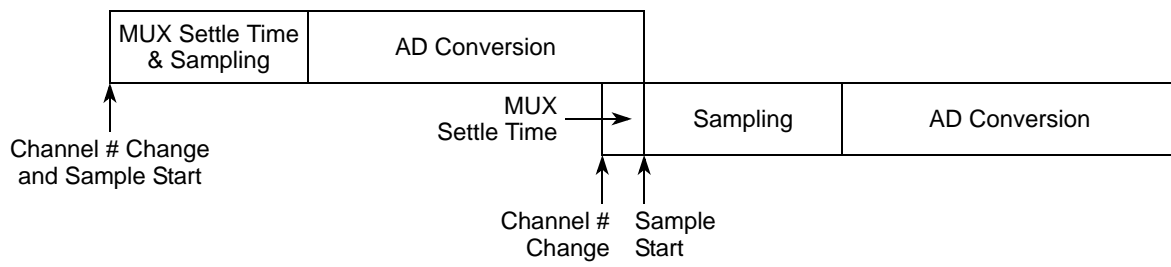 MUX Settle Time
& Sampling
AD Conversion
Channel # Change
and Sample Start
MUX
Settle Time
Sampling
AD Conversion
Channel #
Change
Sample
Start